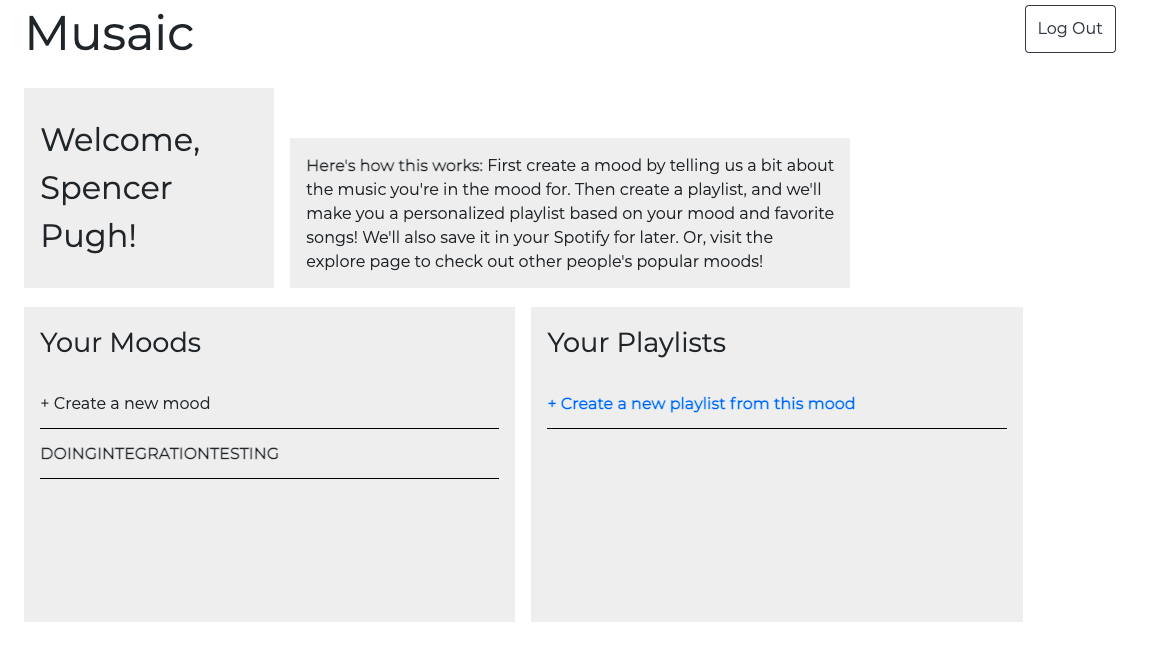 Musaic
Log Out
Welcome,
Spencer
Pugh!
Here's how this works: First create a mood by telling us a bit about
the music you're in the mood for. Then create a playlist, and we'll
make you a personalized playlist based on your mood and favorite
songs! We'll also save it in your Spotify for later. Or, visit the
explore page to check out other people's popular moods!
Your Moods
+ Create a new mood
DOINGINTEGRATIONTESTING
Your Playlists
+ Create a new playlist from this mood